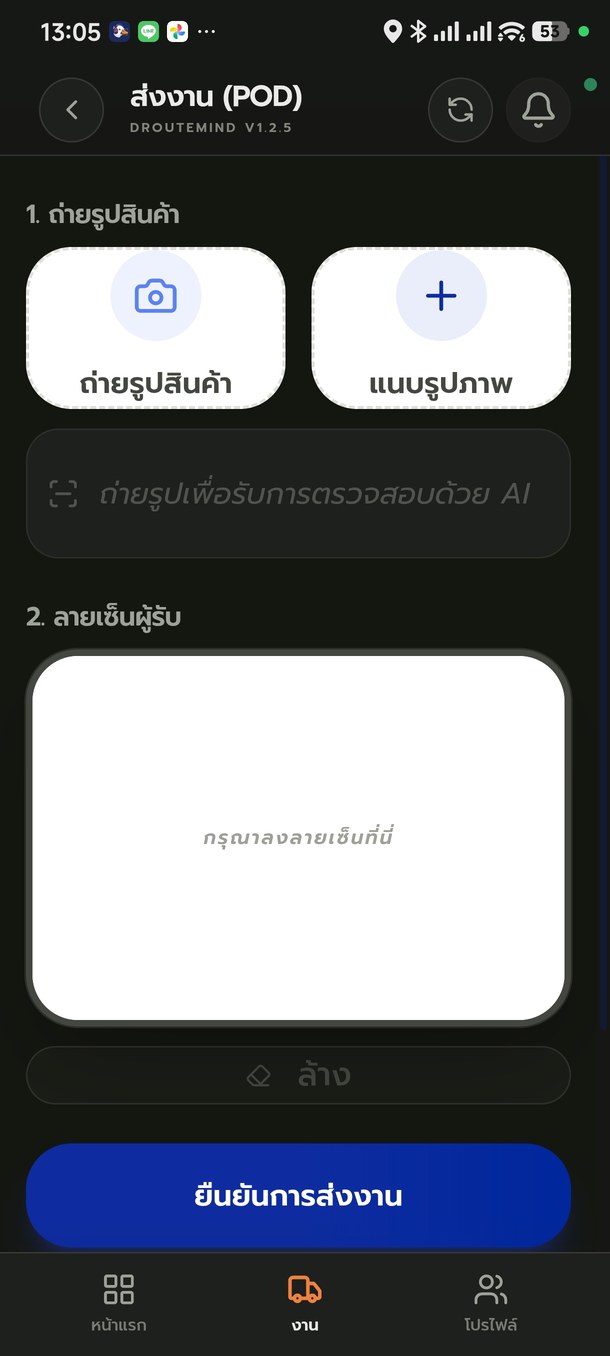 13:05
53
ส่งงาน (POD)
DROUTEMIND V1.2.5
1. ถ่ายรูปสินค้า
ถ่ายรูปสินค้า
แนบรูปภาพ
ถ่ายรูปเพื่อรับการตรวจสอบด้วย AI
2. ลายเซ็นผู้รับ
กรุณาลงลายเซ็นที่นี่
ล้าง
ยืนยันการส่งงาน
หน้าแรก
งาน
โปรไฟล์